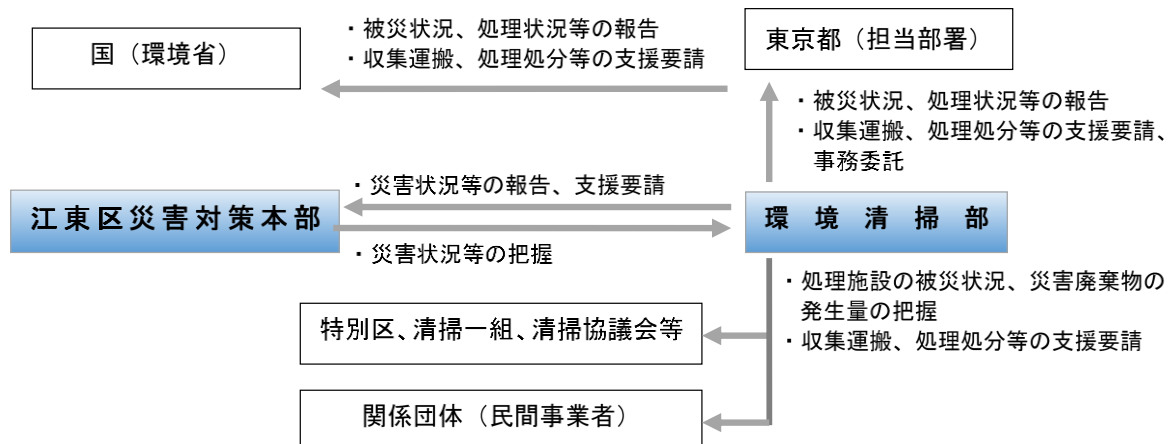 国（環境省）
・被災状況、処理状況等の報告
・収集運搬、処理処分等の支援要請
東京都（担当部署）
・被災状況、処理状況等の報告
・収集運搬、処理処分等の支援要請、
事務委託
・災害状況等の報告、支援要請
江東区災害対策本部
環境清掃部
・災害状況等の把握
・処理施設の被災状況、災害廃棄物の
発生量の把握
・収集運搬、処理処分等の支援要請
特別区、清掃一組、清掃協議会等
関係団体（民間事業者）